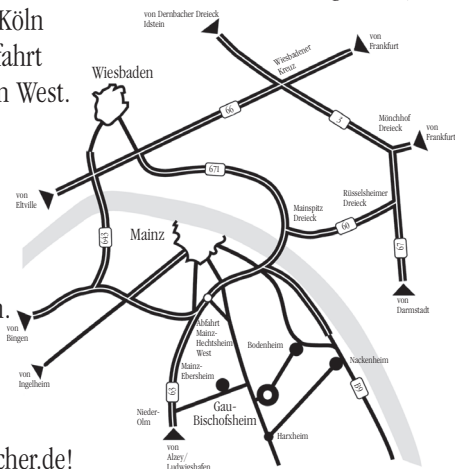 Köln
fahrt
n West.
n.
cher.de!
von Dernbacher Dreieck
Idstein
von
Frankfurt
Wiesbadener
Kreuz
Wiesbaden
66
3
Mönchhof
Dreieck
von
Frankfurt
671
von
Eltville
Mainspitz
Dreieck
Rüsselsheimer
Dreieck
60
643
Mainz
67
von
Darmstadt
von
Bingen
Abfahrt
Mainz-
Hechtsheim
West
Bodenheim
Nackenheim
von
Ingelheim
Mainz-
Ebersheim
63
B9
Nieder-
Olm
Gau-
Bischofsheim
Harxheim
von
Alzey/
Ludwigshafen